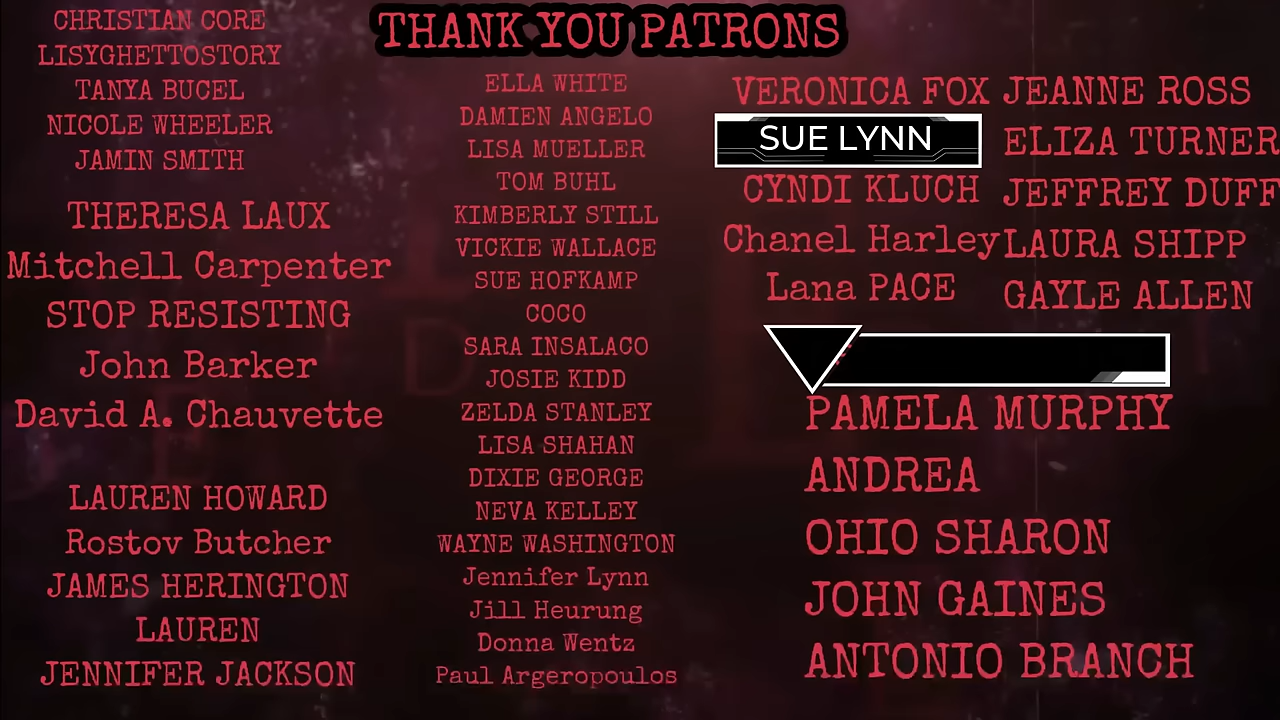 THANK YOU PATRONS
CHRISTIAN CORE
LISYGHETTOSTORY
TANYA BUCEL
NICOLE WHEELER
JAMIN SMITH
THERESA LAUX
Mitchell Carpenter
STOP RESISTING
John Barker
David A. Chauvette
LAUREN HOWARD
Rostov Butcher
JAMES HERINGTON
LAUREN
JENNIFER JACKSON
ELLA WHITE
DAMIEN ANGELO
LISA MUELLER
TOM BUHL
KIMBERLY STILL
VICKIE WALLACE
SUE HOFKAMP
COCO
SARA INSALACO
JOSIE KIDD
ZELDA STANLEY
LISA SHAHAN
DIXIE GEORGE
NEVA KELLEY
WAYNE WASHINGTON
Jennifer Lynn
Jill Heurung
Donna Wentz
Paul Argeropoulos
VERONICA FOX
SUE LYNN
CYNDI KLUCH
Chanel Harley
Lana PACE
JEANNE ROSS
ELIZA TURNER
JEFFREY DUFF
LAURA SHIPP
GAYLE ALLEN
PAMELA MURPHY
ANDREA
OHIO SHARON
JOHN GAINES
ANTONIO BRANCH